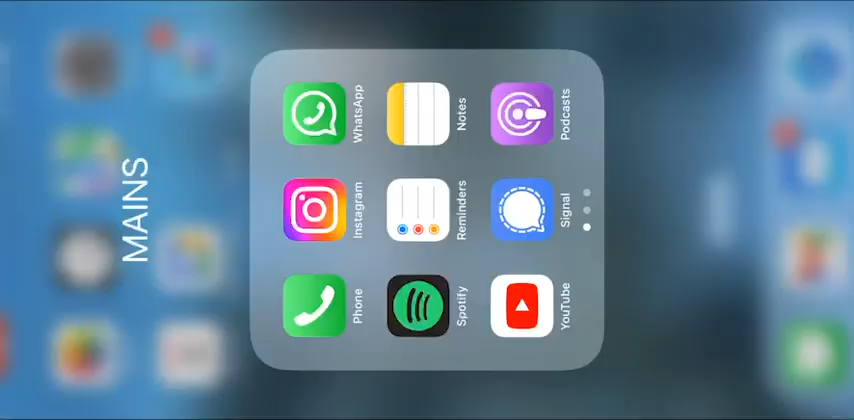 MAINS
Phone Instagram WhatsApp
Spotify Reminders Notes
YouTube Signal Podcasts